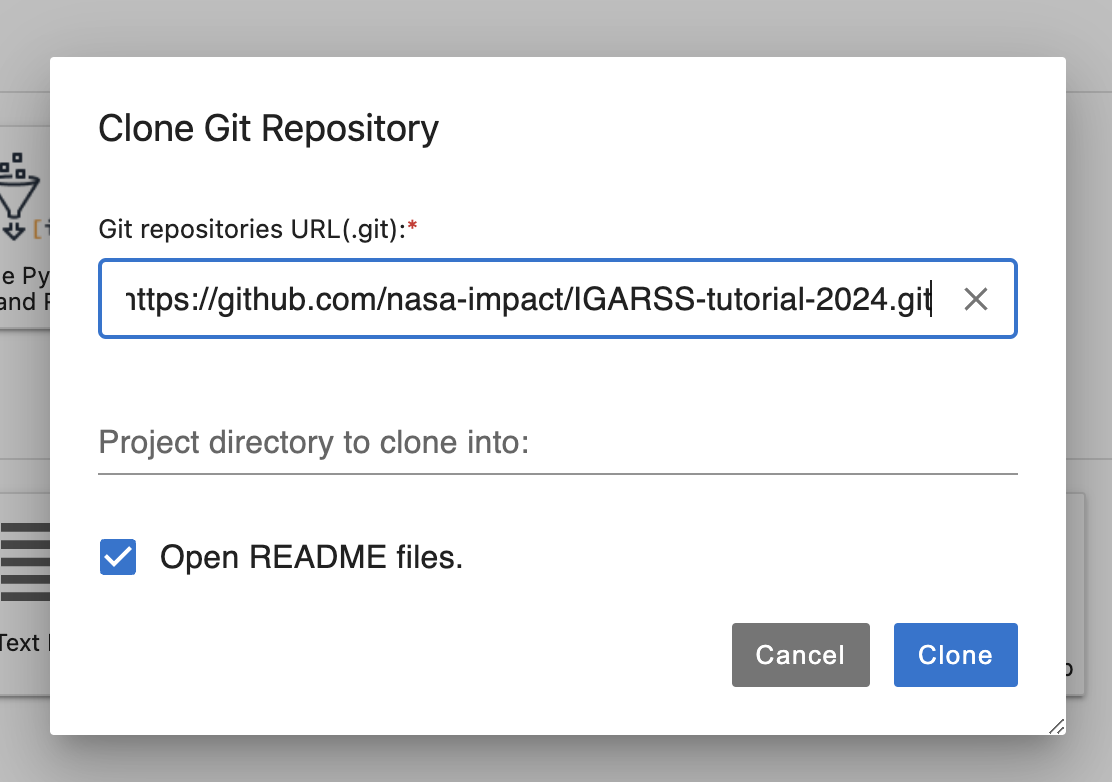 Clone Git Repository
Git repositories URL(.git):*
https://github.com/nasa-impact/IGARSS-tutorial-2024.git
Project directory to clone into:
Open README files.
Cancel
Clone
e Py
and
Text